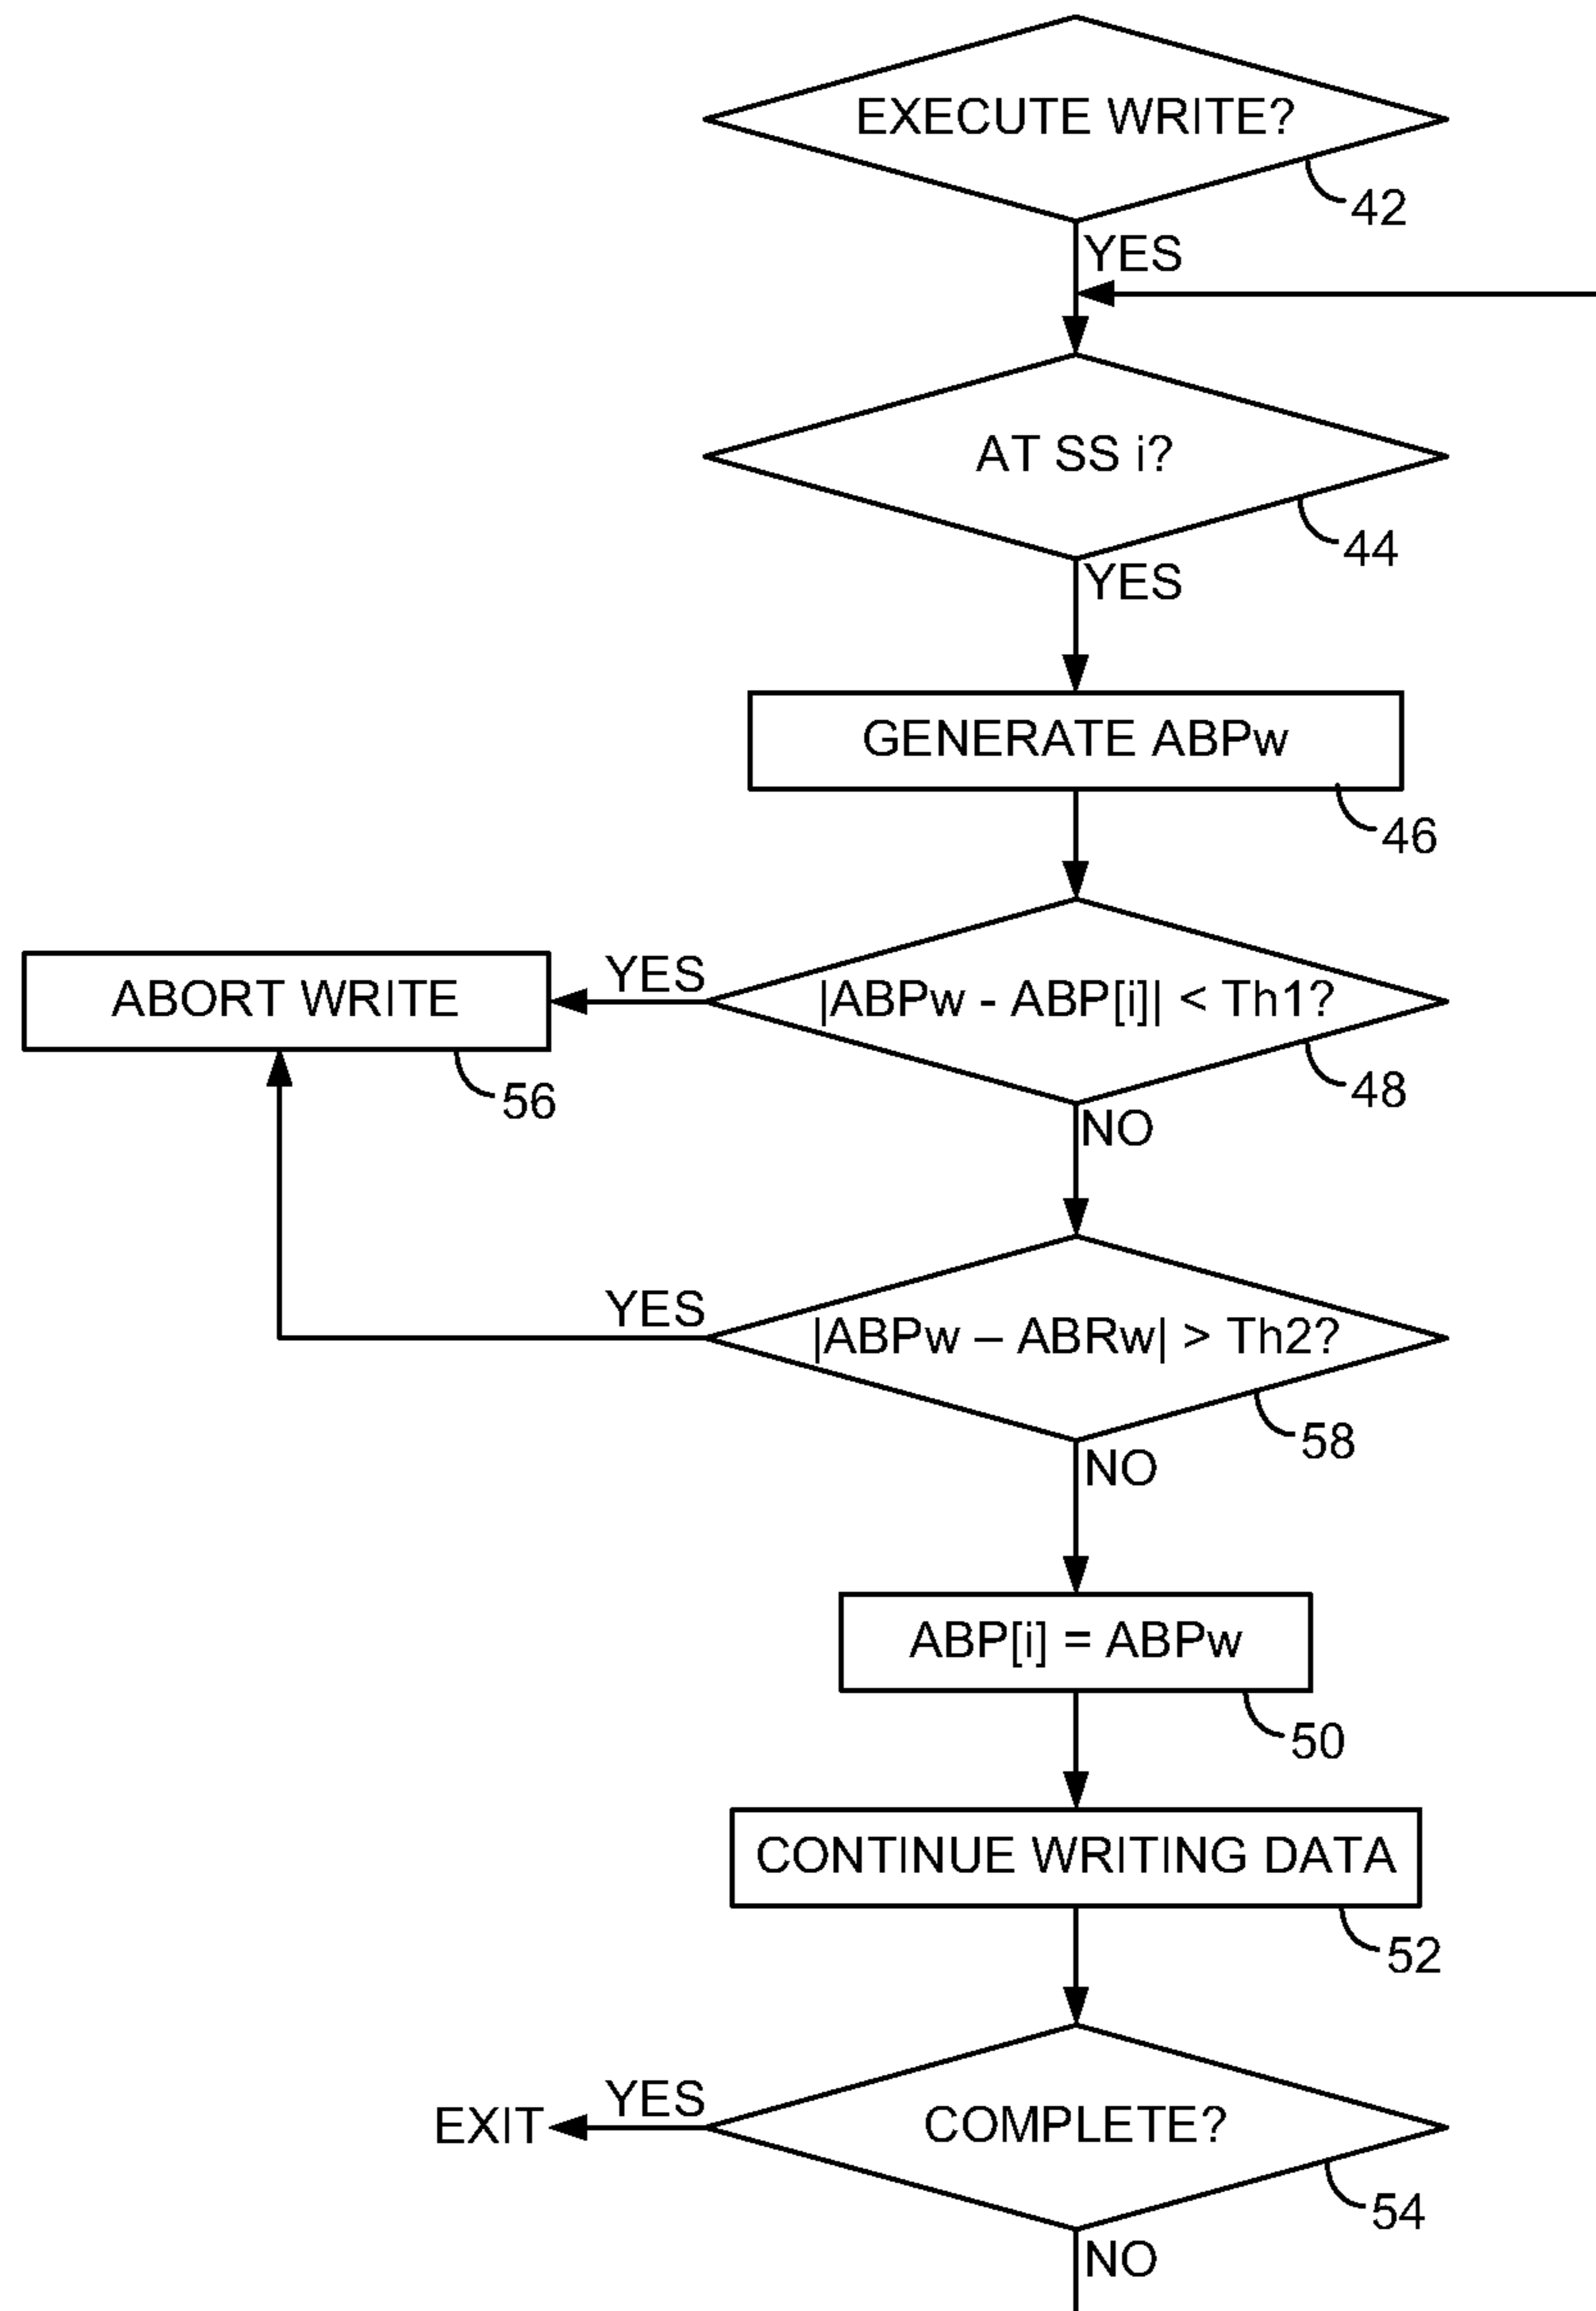 EXECUTE WRITE?
42
YES
AT SS i?
44
YES
GENERATE ABPw
46
ABORT WRITE
56
YES
|ABPw - ABP[i]| < Th1?
48
NO
YES
|ABPw – ABRw| > Th2?
58
NO
ABP[i] = ABPw
50
CONTINUE WRITING DATA
52
EXIT
YES
COMPLETE?
54
NO